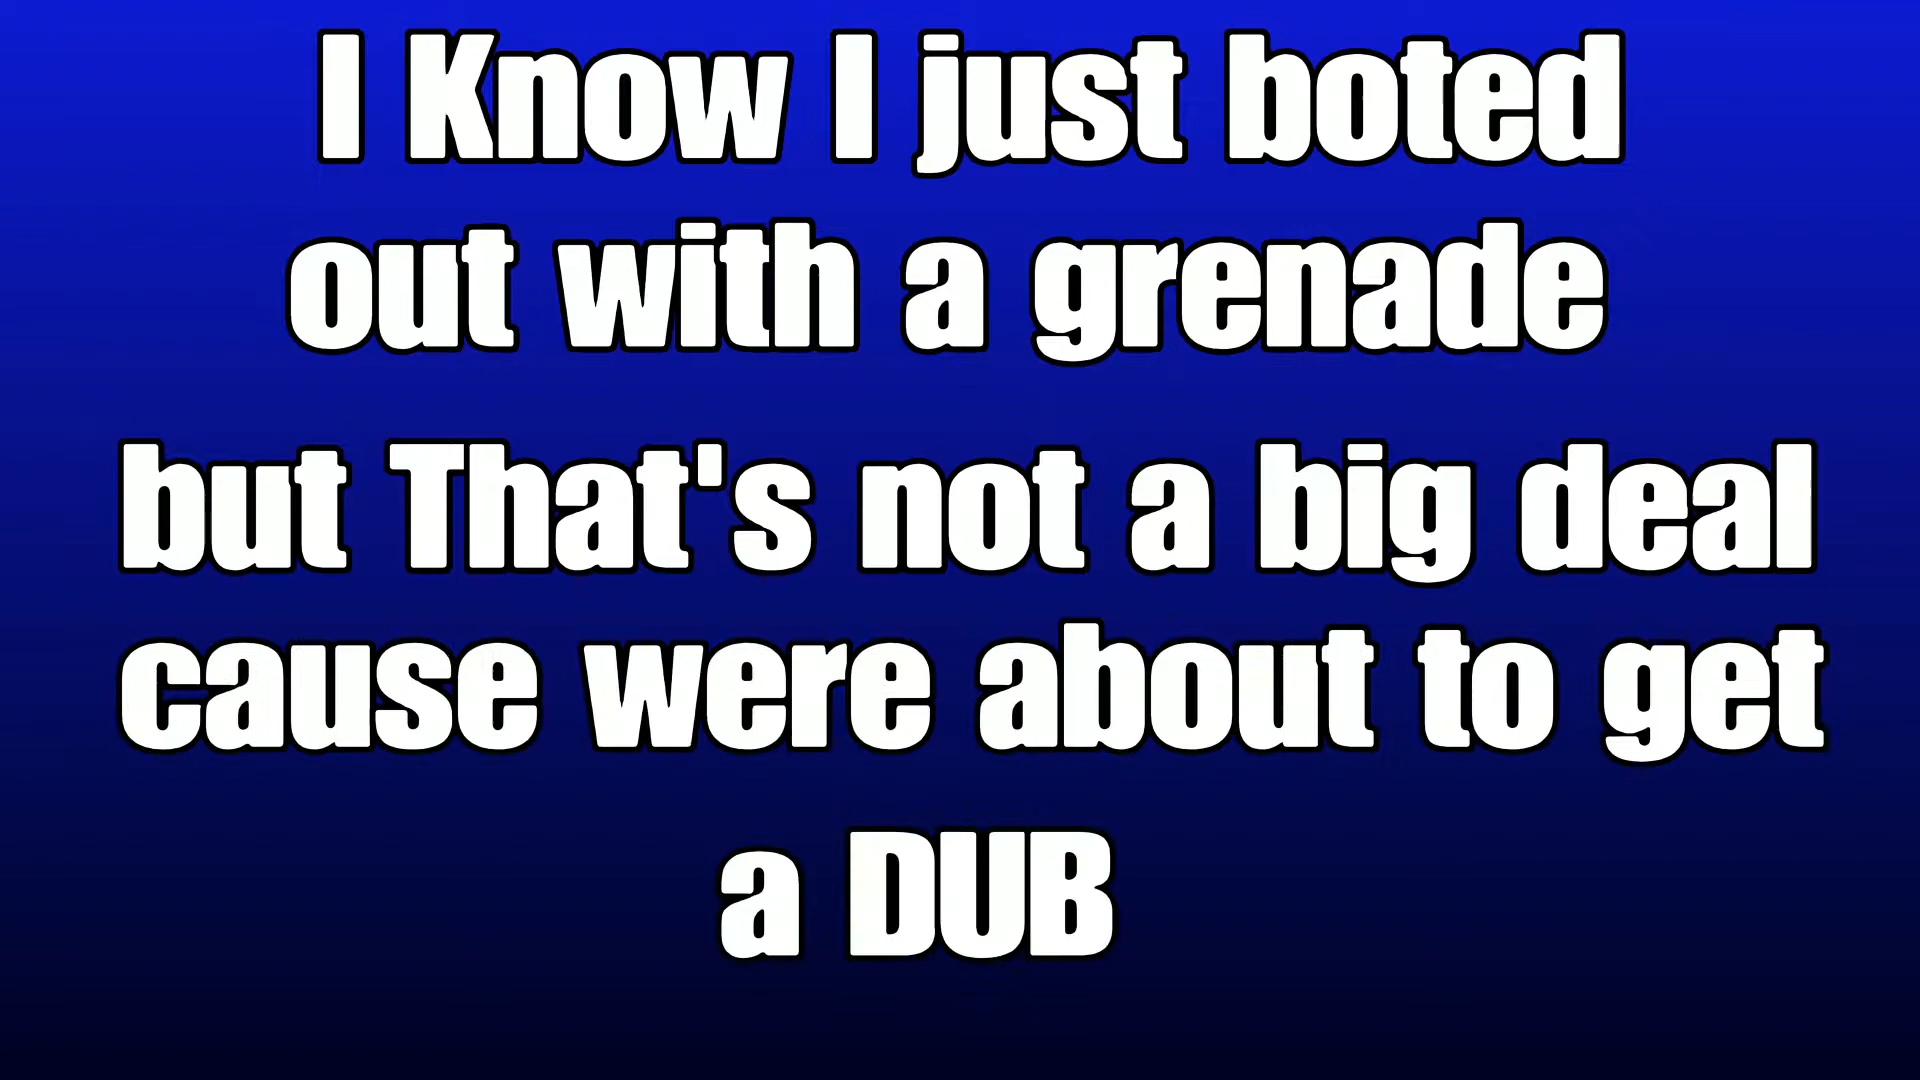 I Know I just boted
out with a grenade
but That's not a big deal
cause were about to get
a DUB